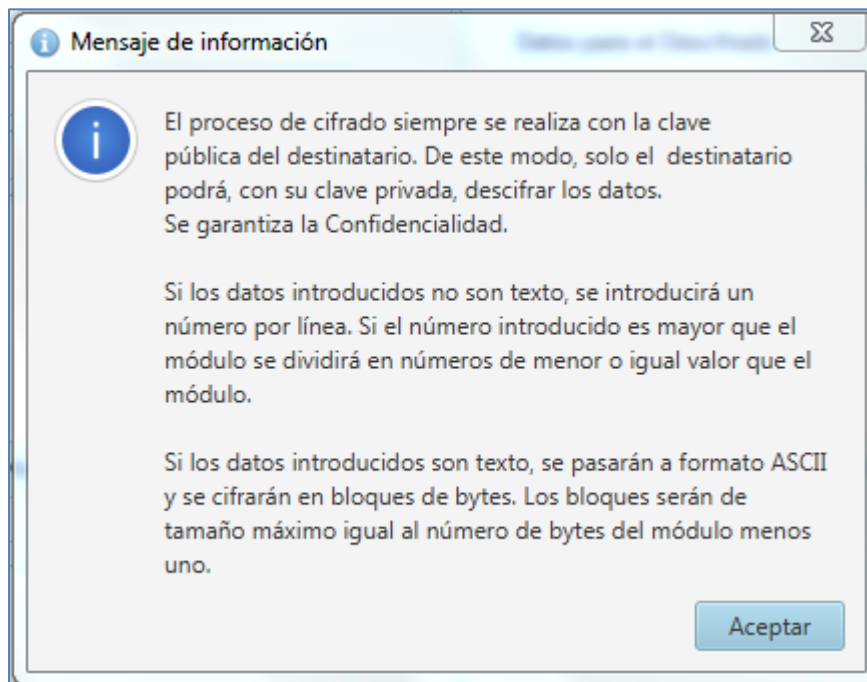 Mensaje de información
El proceso de cifrado siempre se realiza con la clave
pública del destinatario. De este modo, solo el destinatario
podrá, con su clave privada, descifrar los datos.
Se garantiza la Confidencialidad.
Si los datos introducidos no son texto, se introducirá un
número por línea. Si el número introducido es mayor que el
módulo se dividirá en números de menor o igual valor que el
módulo.
Si los datos introducidos son texto, se pasarán a formato ASCII
y se cifrarán en bloques de bytes. Los bloques serán de
tamaño máximo igual al número de bytes del módulo menos
uno.
Aceptar